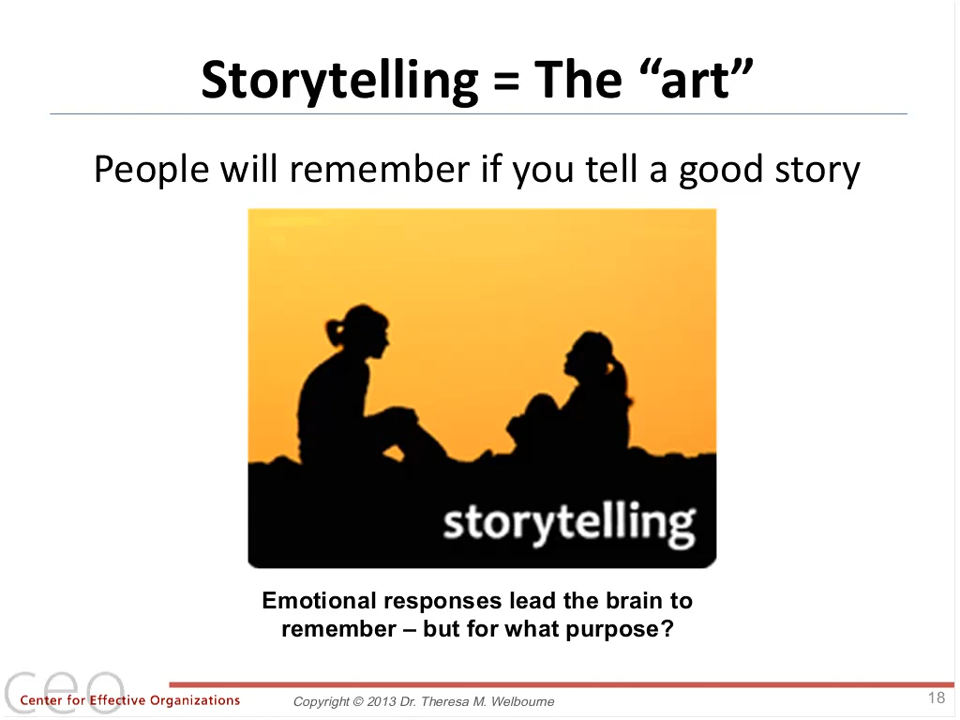 Storytelling = The “art”
People will remember if you tell a good story
storytelling
Emotional responses lead the brain to
remember – but for what purpose?
ceo
Center for Effective Organizations
Copyright © 2013 Dr. Theresa M. Welbourne
18